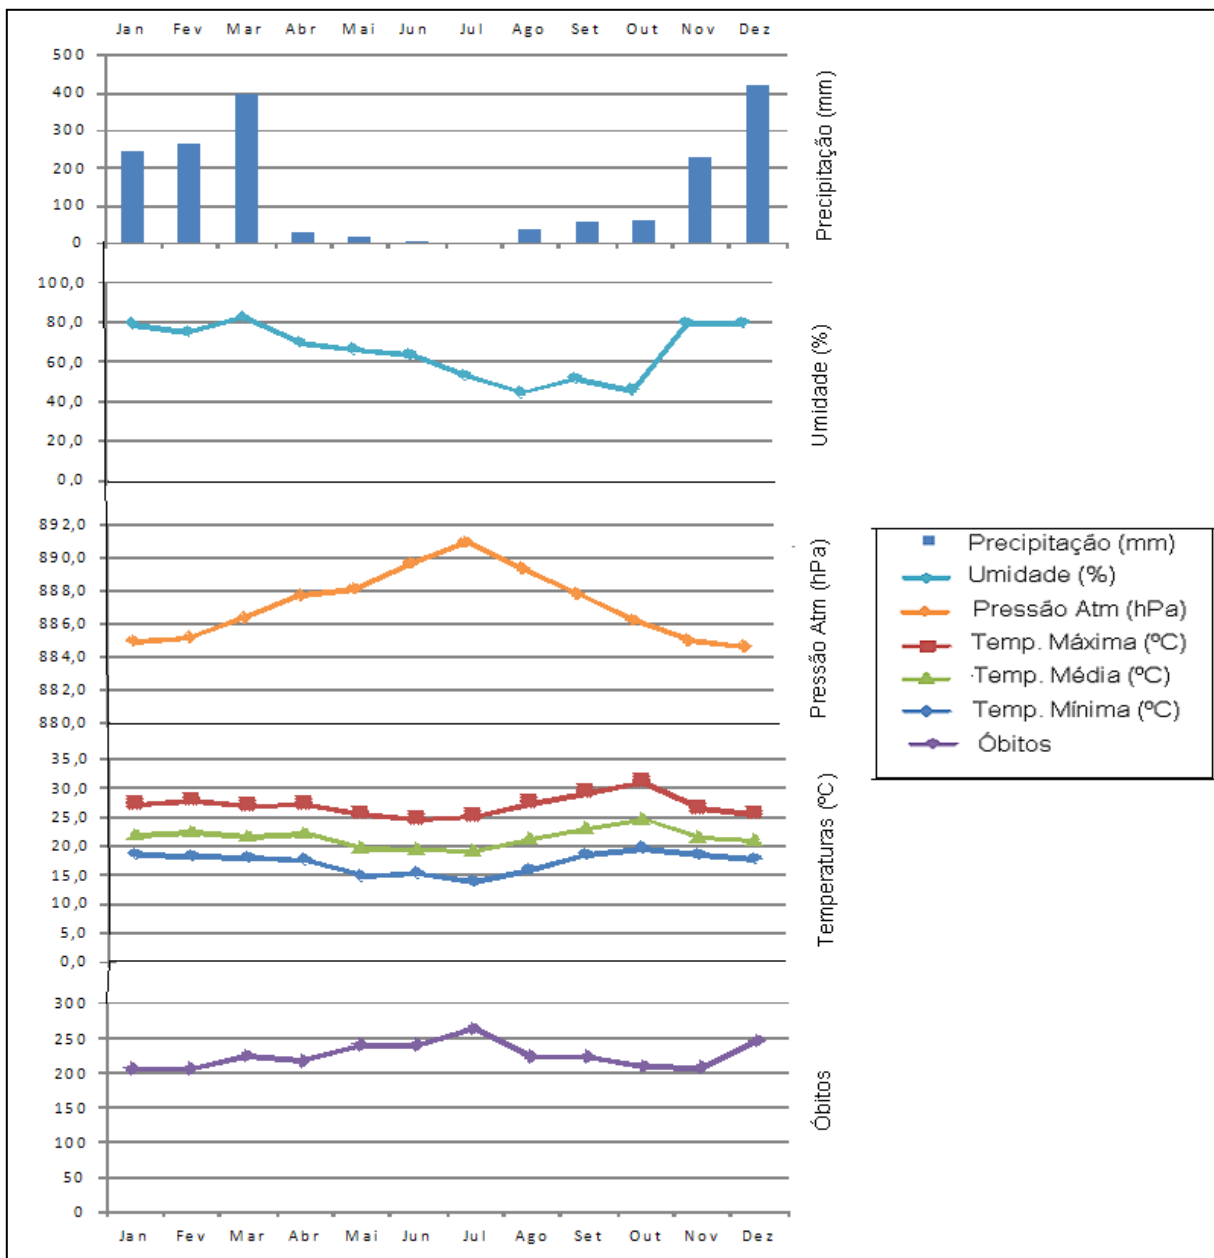 Jan Fev Mar Abr Mai Jun Jul Ago Set Out Nov Dez
500
400
300
200
100
0
Precipitação (mm)
100,0
80,0
60,0
40,0
20,0
0,0
Umidade (%)
892,0
890,0
888,0
886,0
884,0
882,0
880,0
Pressão Atm (hPa)
35,0
30,0
25,0
20,0
15,0
10,0
5,0
0,0
Temperaturas (ºC)
300
250
200
150
100
50
0
Óbitos
Jan Fev Mar Abr Mai Jun Jul Ago Set Out Nov Dez
Precipitação (mm)
Umidade (%)
Pressão Atm (hPa)
Temp. Máxima (ºC)
Temp. Média (ºC)
Temp. Mínima (ºC)
Óbitos